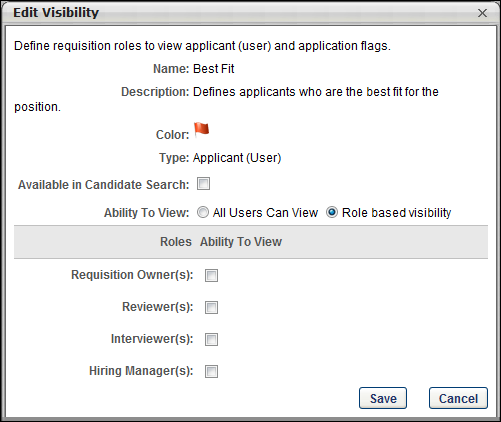 Edit Visibility
Define requisition roles to view applicant (user) and application flags.
Name: Best Fit
Description: Defines applicants who are the best fit for the
position.
Color:
Type: Applicant (User)
Available in Candidate Search:
Ability To View: All Users Can View Role based visibility
Roles Ability To View
Requisition Owner(s):
Reviewer(s):
Interviewer(s):
Hiring Manager(s):
Save Cancel